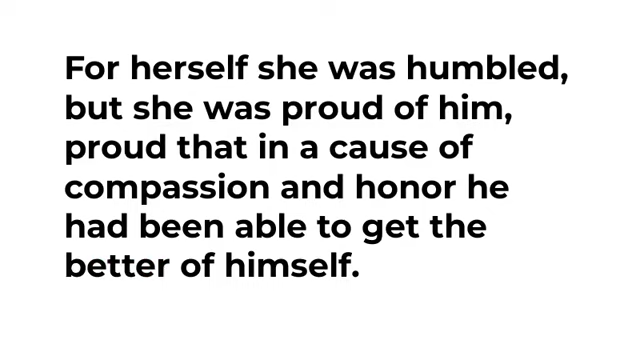 For herself she was humbled,
but she was proud of him,
proud that in a cause of
compassion and honor he
had been able to get the
better of himself.